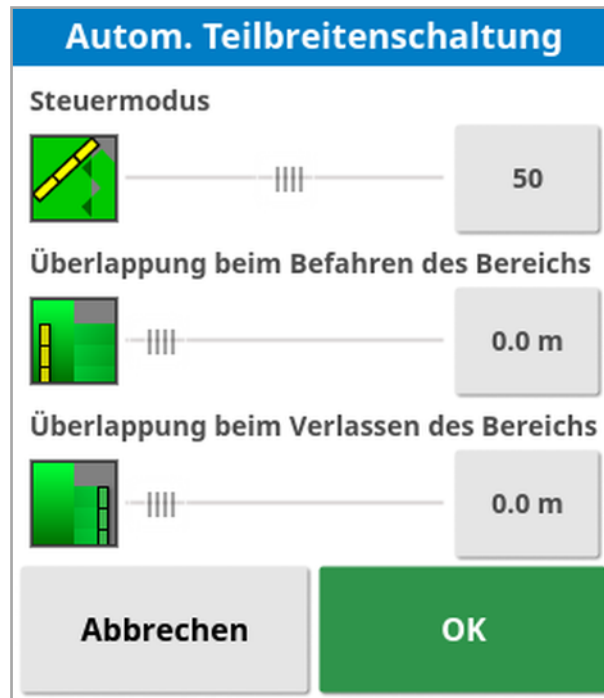 Autom. Teilbreitenschaltung
Steuermodus
50
Überlappung beim Befahren des Bereichs
0.0 m
Überlappung beim Verlassen des Bereichs
0.0 m
Abbrechen
OK